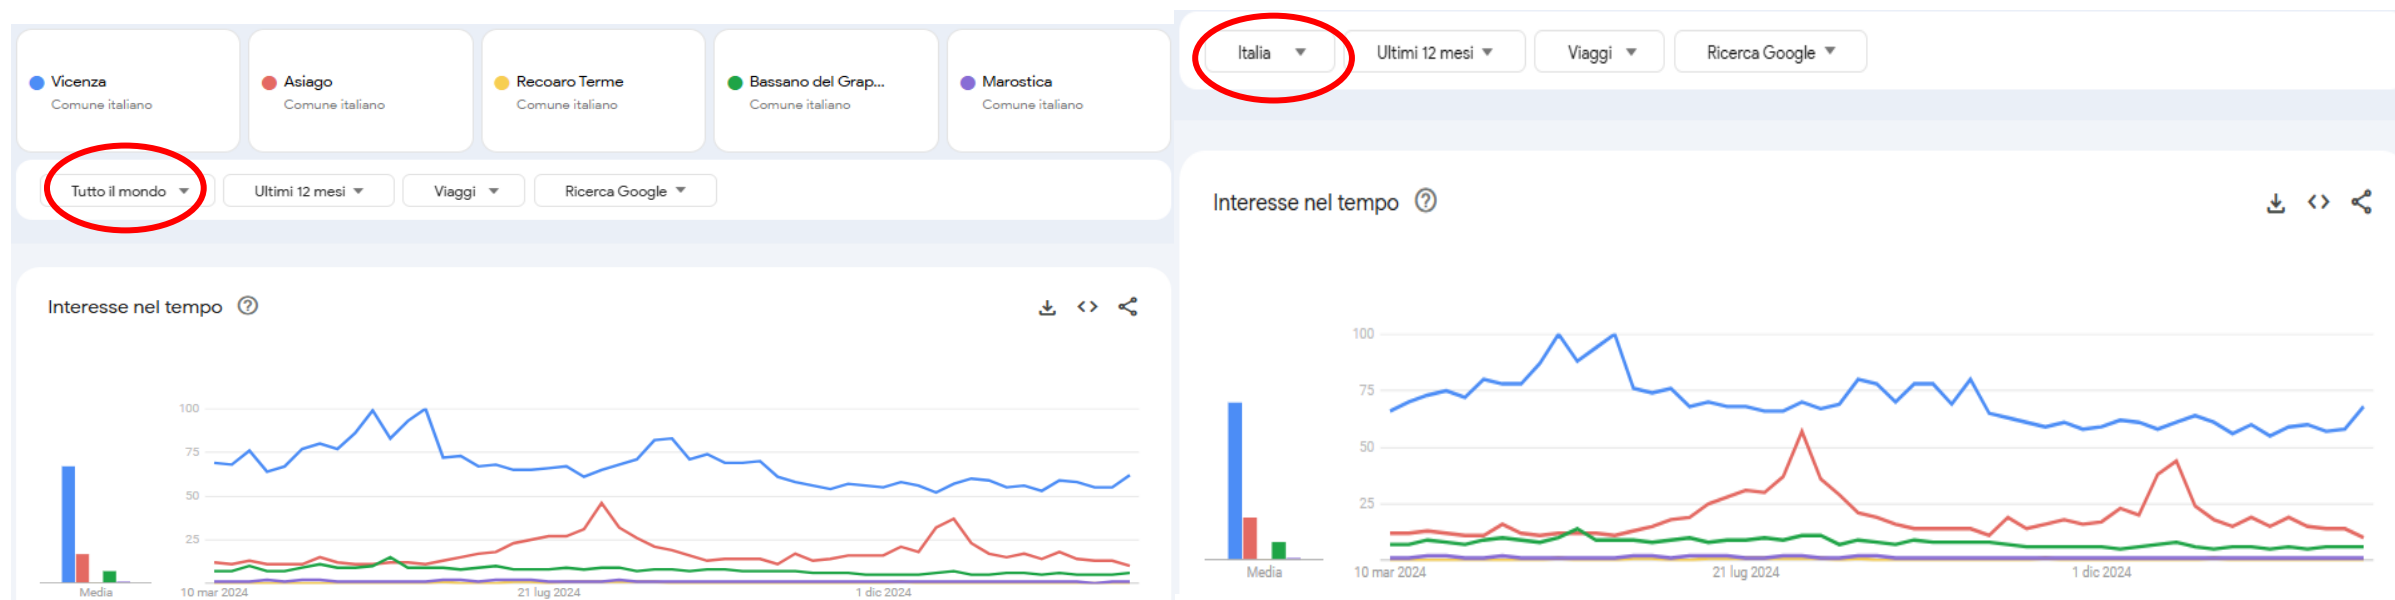 Vicenza
Comune italiano
Asiago
Comune italiano
Recoaro Terme
Comune italiano
Bassano del Grap...
Comune italiano
Marostica
Comune italiano
Tutto il mondo
Ultimi 12 mesi
Viaggi
Ricerca Google
Interesse nel tempo
100
75
50
25
Media
10 mar 2024
21 lug 2024
1 dic 2024
Italia
Ultimi 12 mesi
Viaggi
Ricerca Google
Interesse nel tempo
100
75
50
25
Media
10 mar 2024
21 lug 2024
1 dic 2024